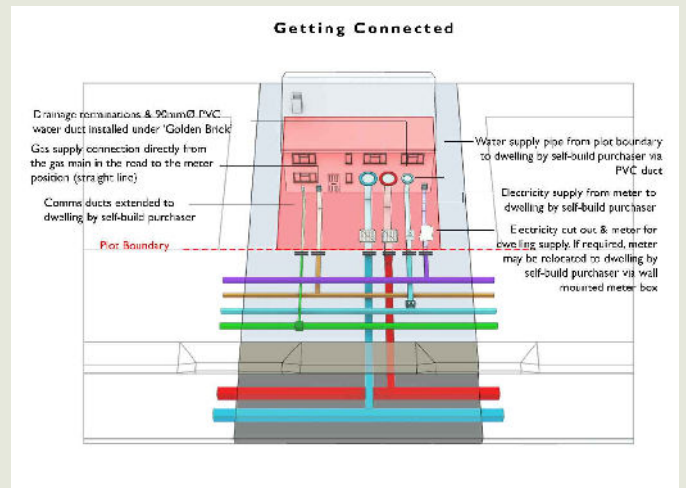 Getting Connected
Drainage terminations & 90mmØ PVC
water duct installed under 'Golden Brick'
Gas supply connection directly from
the gas main in the road to the meter
position (straight line)
Comms ducts extended to
dwelling by self-build purchaser
Plot Boundary
Water supply pipe from plot boundary
to dwelling by self-build purchaser via
PVC duct
Electricity supply from meter to
dwelling by self-build purchaser
Electricity cut out & meter for
dwelling supply. If required, meter
may be relocated to dwelling by
self-build purchaser via wall
mounted meter box